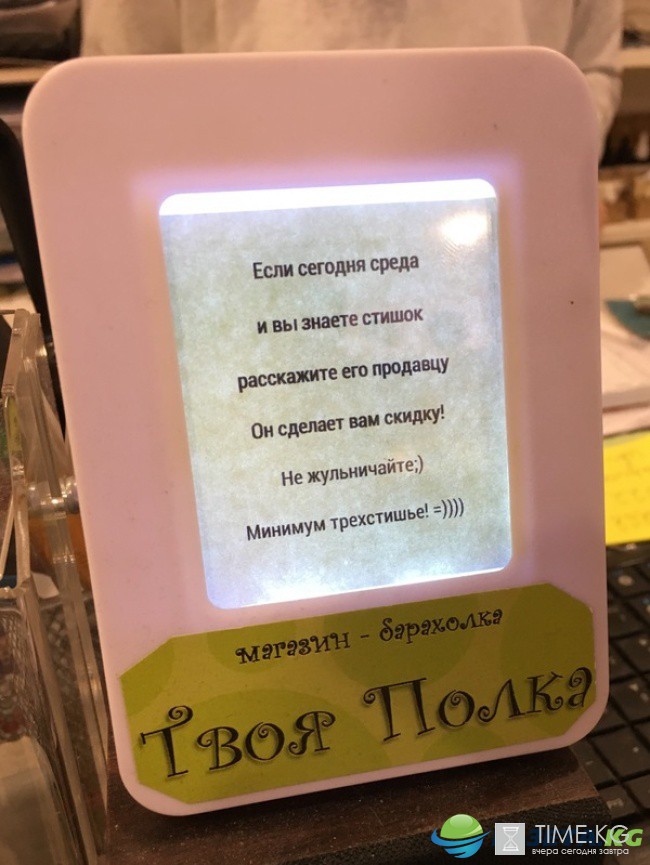 Если сегодня среда
и вы знаете стишок
расскажите его продавцу
Он сделает вам скидку!
Не жульничайте;)
Минимум трехстишье! =))))
магазин - барахолка
Твоя Полка
TIME:KG
KG
вчера сегодня завтра